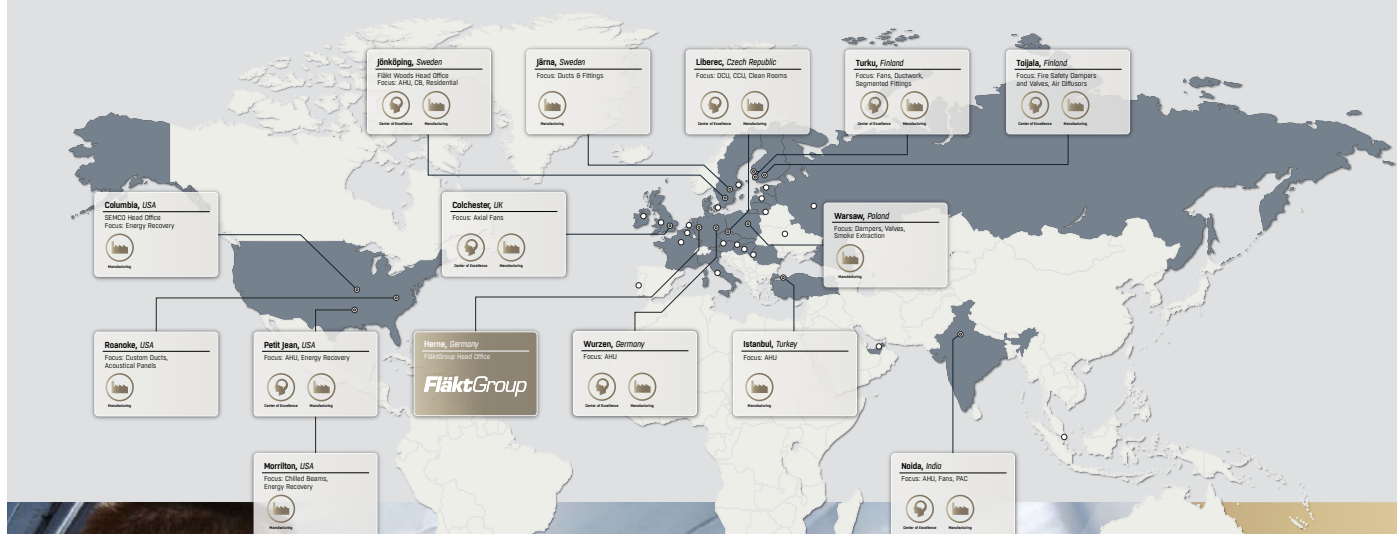 Jönköping, Sweden
Fläkt Woods Head Office
Focus: AHU, CB, Residential
Center of Excellence
Manufacturing
Järna, Sweden
Focus: Ducts & Fittings
Manufacturing
Liberec, Czech Republic
Focus: DCU, CCU, Clean Rooms
Center of Excellence
Manufacturing
Turku, Finland
Focus: Fans, Ductwork,
Segmented Fittings
Center of Excellence
Manufacturing
Toijala, Finland
Focus: Fire Safety Dampers
and Valves, Air Diffusors
Center of Excellence
Manufacturing
Columbia, USA
SEMCO Head Office
Focus: Energy Recovery
Manufacturing
Colchester, UK
Focus: Axial Fans
Center of Excellence
Manufacturing
Warsaw, Poland
Focus: Dampers, Valves,
Smoke Extraction
Manufacturing
Roanoke, USA
Focus: Custom Ducts,
Acoustical Panels
Manufacturing
Petit Jean, USA
Focus: AHU, Energy Recovery
Center of Excellence
Manufacturing
Herne, Germany
FläktGroup Head Office
FläktGroup
Wurzen, Germany
Focus: AHU
Center of Excellence
Manufacturing
Istanbul, Turkey
Focus: AHU
Manufacturing
Morrilton, USA
Focus: Chilled Beams,
Energy Recovery
Manufacturing
Noida, India
Focus: AHU, Fans, PAC
Center of Excellence
Manufacturing